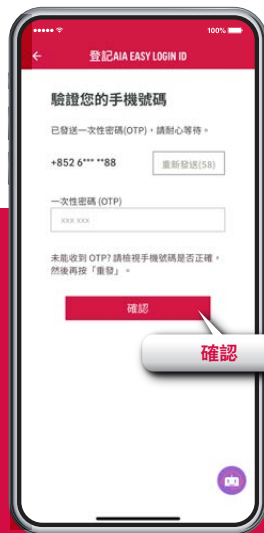 100%
登記AIA EASY LOGIN ID
驗證您的手機號碼
已發送一次性密碼(OTP)，請耐心等待。
+852 6*** **88
重新發送(58)
一次性密碼 (OTP)
xxx xxx
未能收到 OTP? 請檢視手機號碼是否正確，
然後再按「重發」。
確認
確認